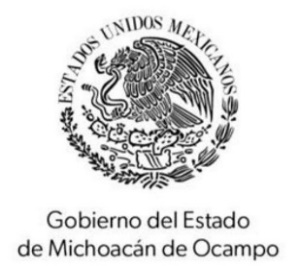 ESTADOS UNIDOS MEXICANOS
Gobierno del Estado
de Michoacán de Ocampo